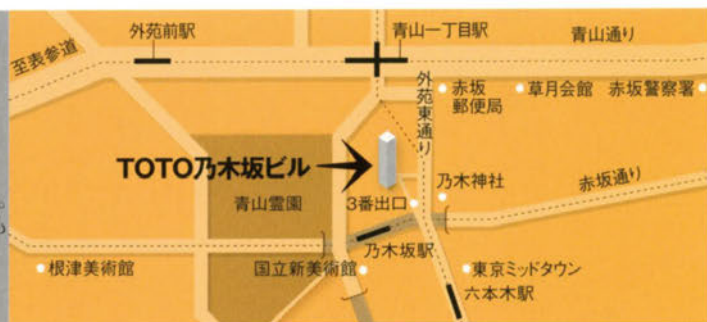 外苑前駅
青山一丁目駅
青山通り
至表参道
外苑東通り
赤坂
郵便局
草月会館
赤坂警察署
TOTO乃木坂ビル
青山霊園
3番出口
乃木神社
赤坂通り
乃木坂駅
根津美術館
国立新美術館
東京ミッドタウン
六本木駅